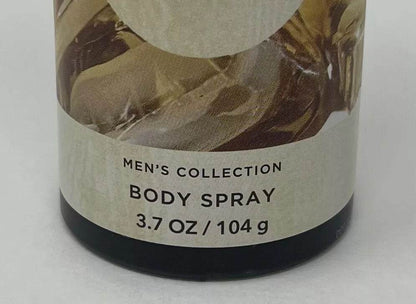 MEN'S COLLECTION
BODY SPRAY
3.7 OZ / 104 g